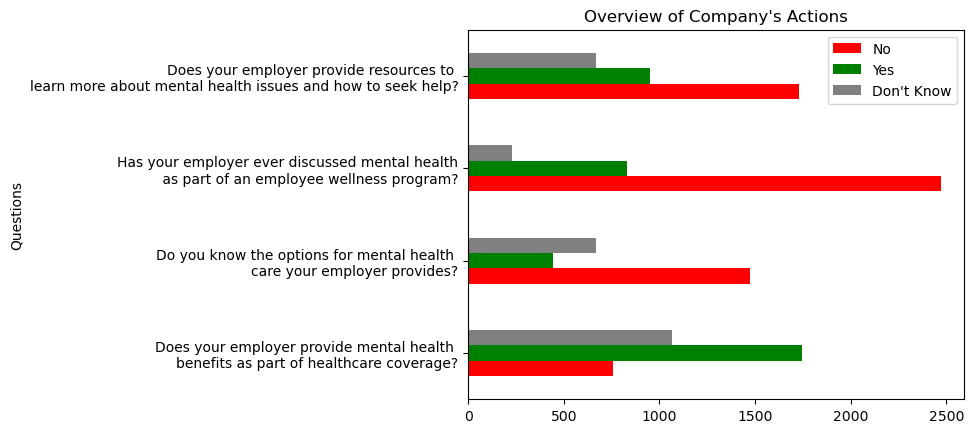 Overview of Company's Actions
No
Yes
Don't Know
Does your employer provide resources to
learn more about mental health issues and how to seek help?
Has your employer ever discussed mental health
as part of an employee wellness program?
Do you know the options for mental health
care your employer provides?
Does your employer provide mental health
benefits as part of healthcare coverage?
Questions
0 500 1000 1500 2000 2500